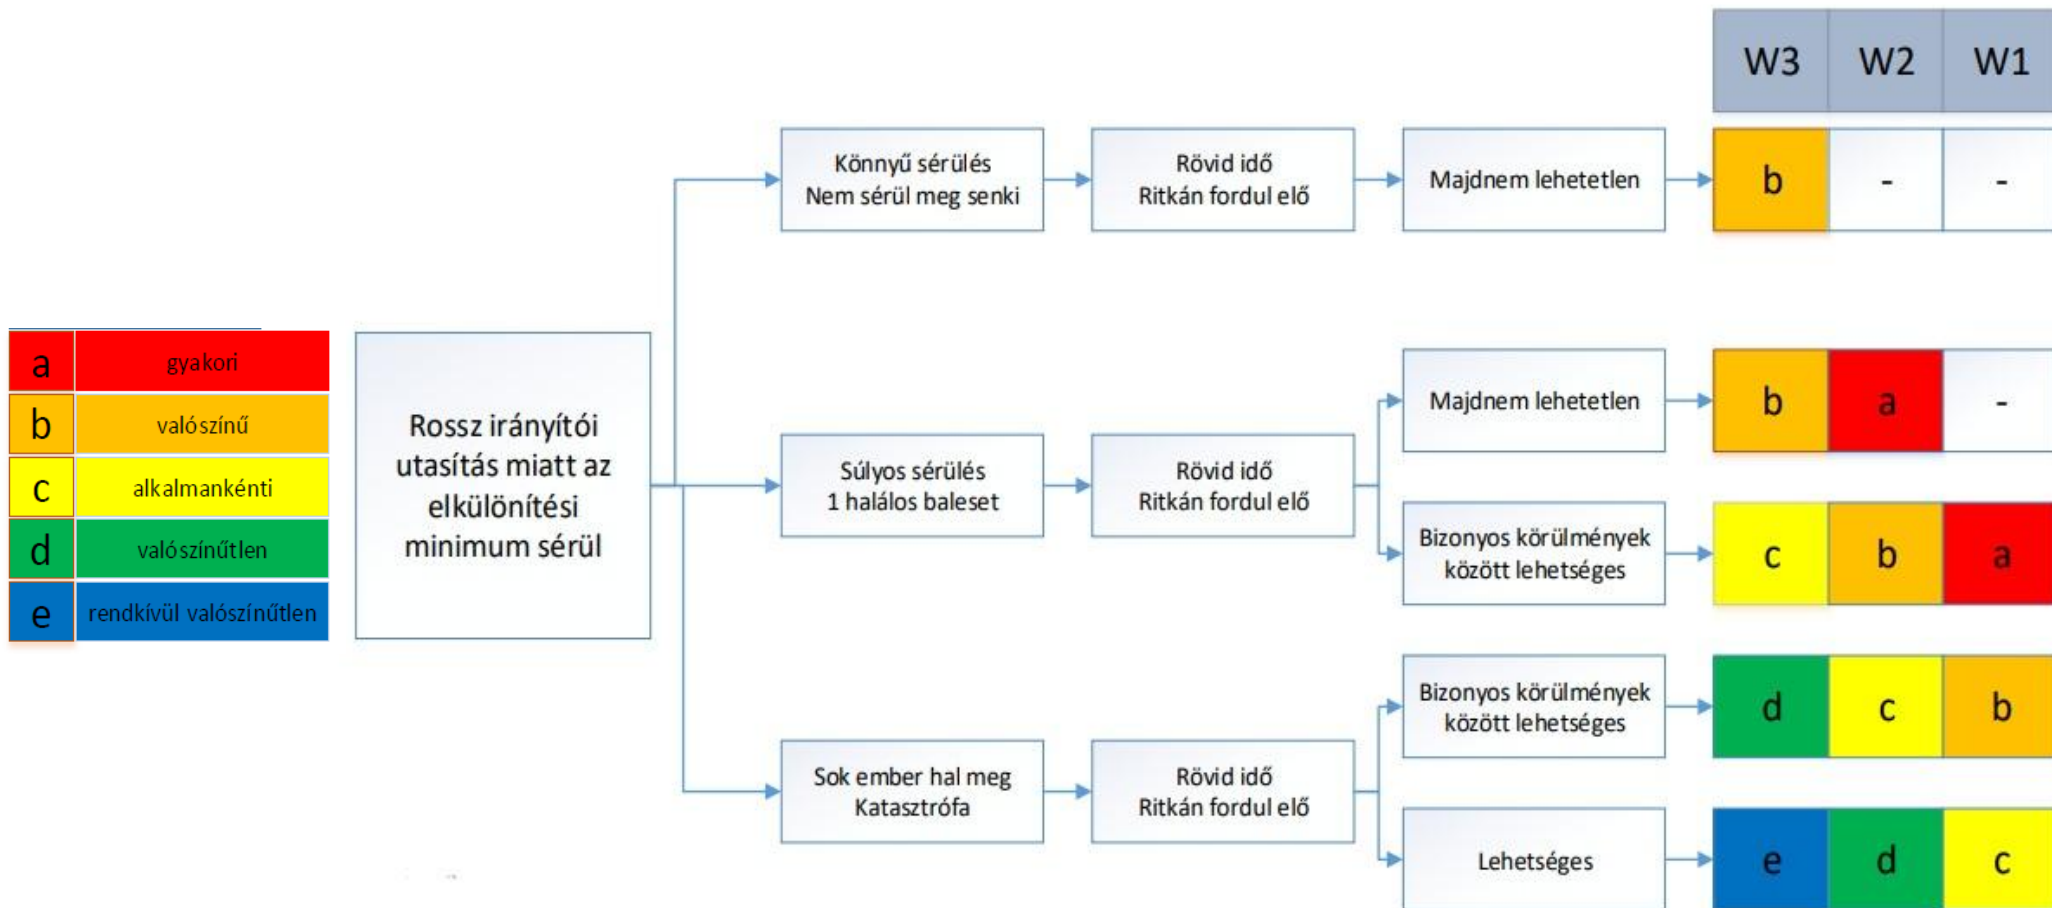 W3 W2 W1
Könnyű sérülés
Nem sérül meg senki
Rövid idő
Ritkán fordul elő
Majdnem lehetetlen
b - -
a gyakori
b valószínű
c alkalmankénti
d valószínűtlen
e rendkívül valószínűtlen
Rossz irányítói
utasítás miatt az
elkülönítési
minimum sérül
Súlyos sérülés
1 halálos baleset
Rövid idő
Ritkán fordul elő
Majdnem lehetetlen
b a -
Bizonyos körülmények
között lehetséges
c b a
Sok ember hal meg
Katasztrófa
Rövid idő
Ritkán fordul elő
Bizonyos körülmények
között lehetséges
d c b
Lehetséges
e d c